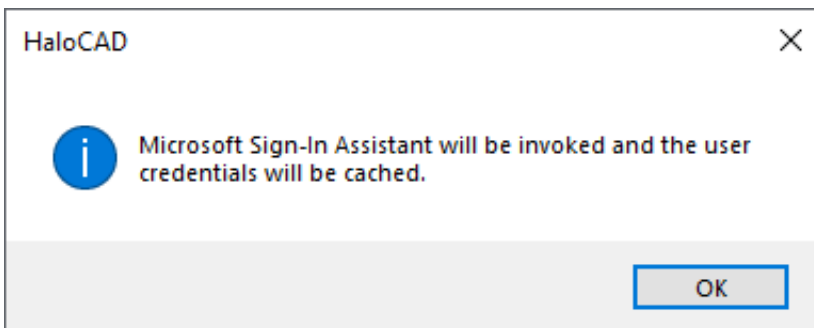 HaloCAD
Microsoft Sign-In Assistant will be invoked and the user
credentials will be cached.
OK